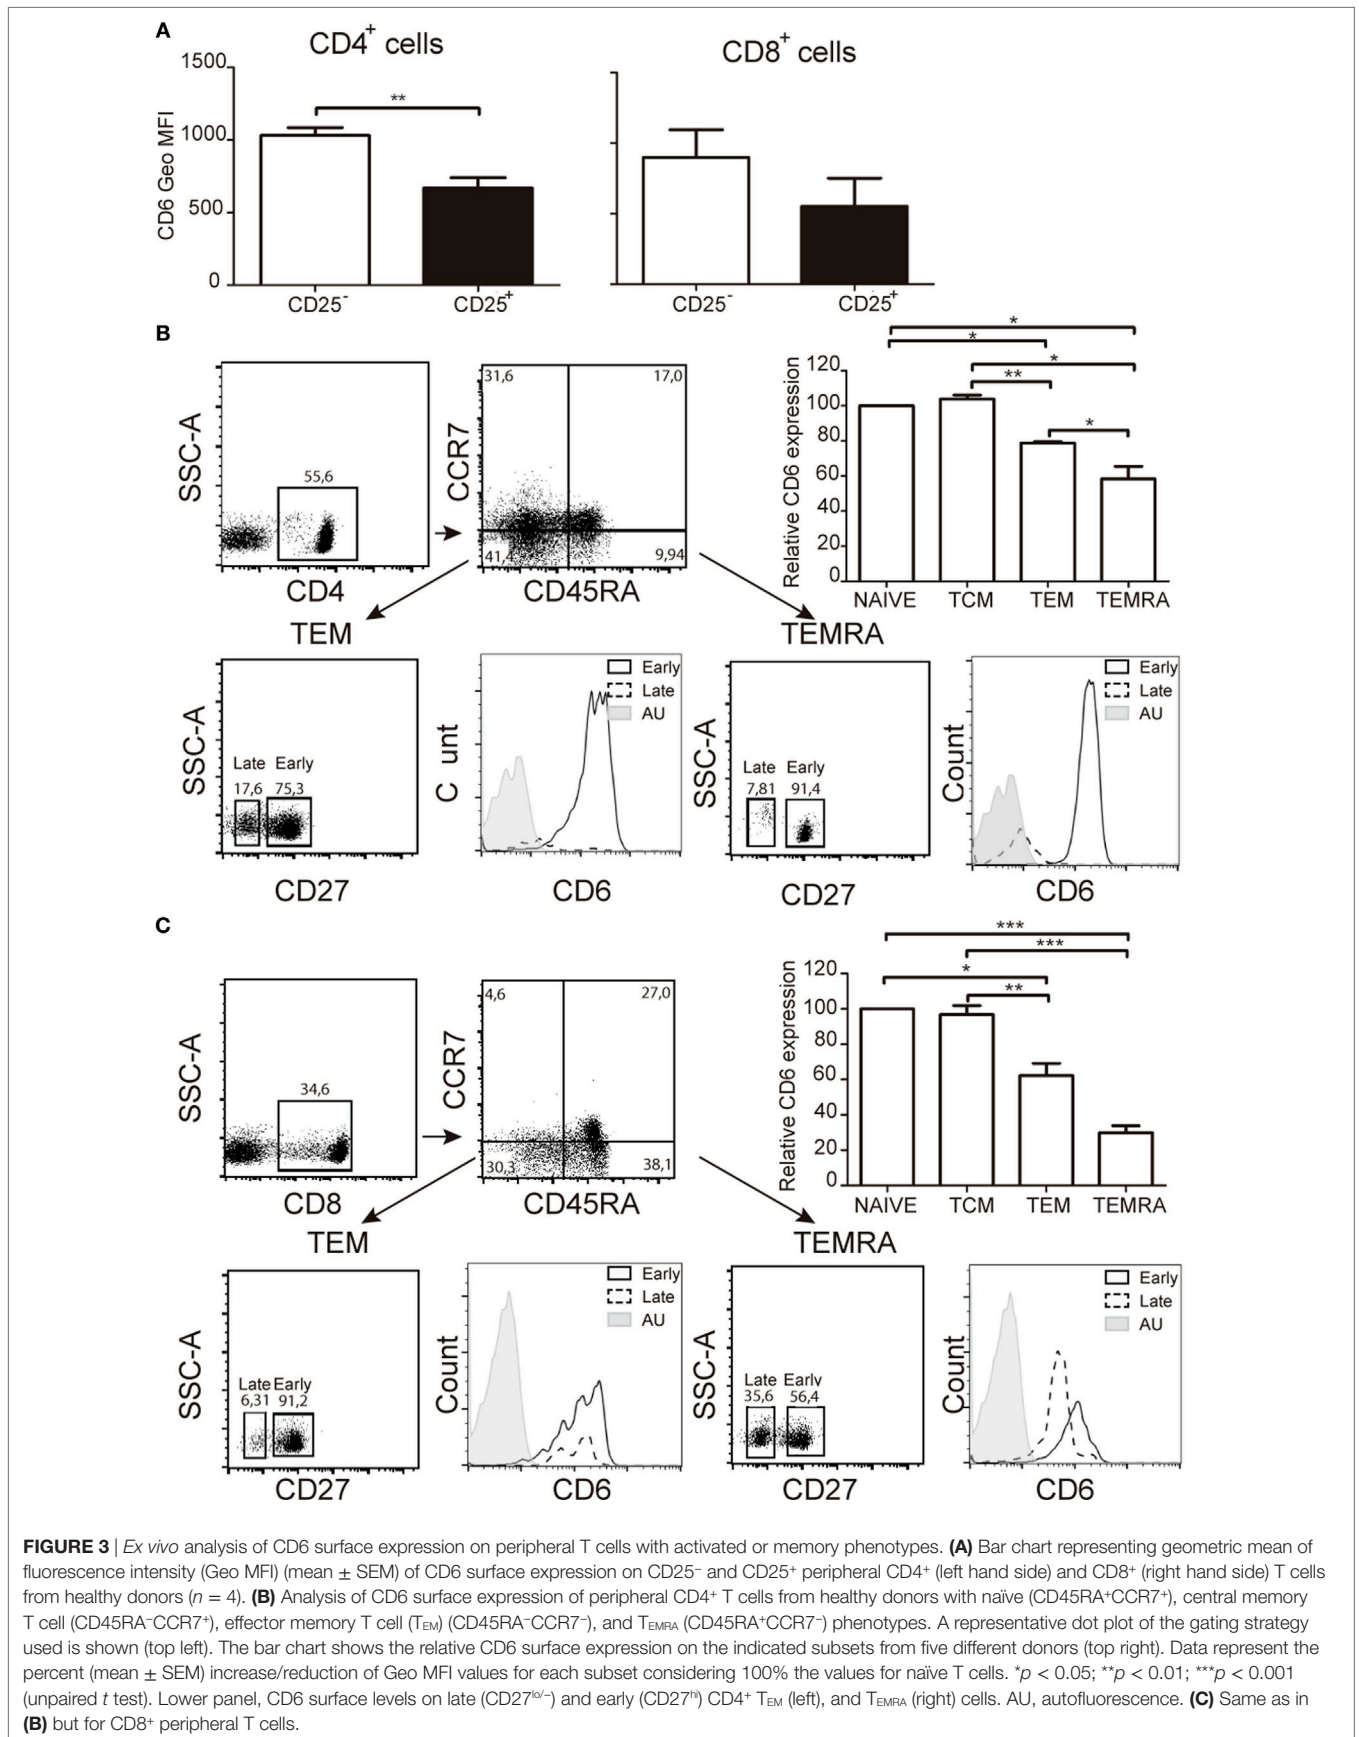 A
CD4+ cells
CD8+ cells
CD6 Geo MFI
1500
1000
500
0
**
CD25-
CD25+
CD25-
CD25+
B
SSC-A
55,6
CD4
CCR7
31,6
17,0
41,4
9,94
CD45RA
Relative CD6 expression
120
100
80
60
40
20
0
*
*
*
**
*
NAIVE
TCM
TEM
TEMRA
TEM
TEMRA
SSC-A
Late
Early
17,6
75,3
CD27
C unt
Early
Late
AU
CD6
SSC-A
Late
Early
7,81
91,4
CD27
Count
Early
Late
AU
CD6
C
SSC-A
34,6
CD8
CCR7
4,6
27,0
30,3
38,1
CD45RA
Relative CD6 expression
120
100
80
60
40
20
0
***
***
*
**
NAIVE
TCM
TEM
TEMRA
TEM
TEMRA
SSC-A
Late
Early
6,31
91,2
CD27
Count
Early
Late
AU
CD6
SSC-A
Late
Early
35,6
56,4
CD27
Count
Early
Late
AU
CD6
FIGURE 3 | Ex vivo analysis of CD6 surface expression on peripheral T cells with activated or memory phenotypes. (A) Bar chart representing geometric mean of
fluorescence intensity (Geo MFI) (mean ± SEM) of CD6 surface expression on CD25− and CD25+ peripheral CD4+ (left hand side) and CD8+ (right hand side) T cells
from healthy donors (n = 4). (B) Analysis of CD6 surface expression of peripheral CD4+ T cells from healthy donors with naïve (CD45RA+CCR7+), central memory
T cell (CD45RA−CCR7+), effector memory T cell (TEM) (CD45RA−CCR7−), and TEMRA (CD45RA+CCR7−) phenotypes. A representative dot plot of the gating strategy
used is shown (top left). The bar chart shows the relative CD6 surface expression on the indicated subsets from five different donors (top right). Data represent the
percent (mean ± SEM) increase/reduction of Geo MFI values for each subset considering 100% the values for naïve T cells. *p < 0.05; **p < 0.01; ***p < 0.001
(unpaired t test). Lower panel, CD6 surface levels on late (CD27lo/−) and early (CD27hi) CD4+ TEM (left), and TEMRA (right) cells. AU, autofluorescence. (C) Same as in
(B) but for CD8+ peripheral T cells.